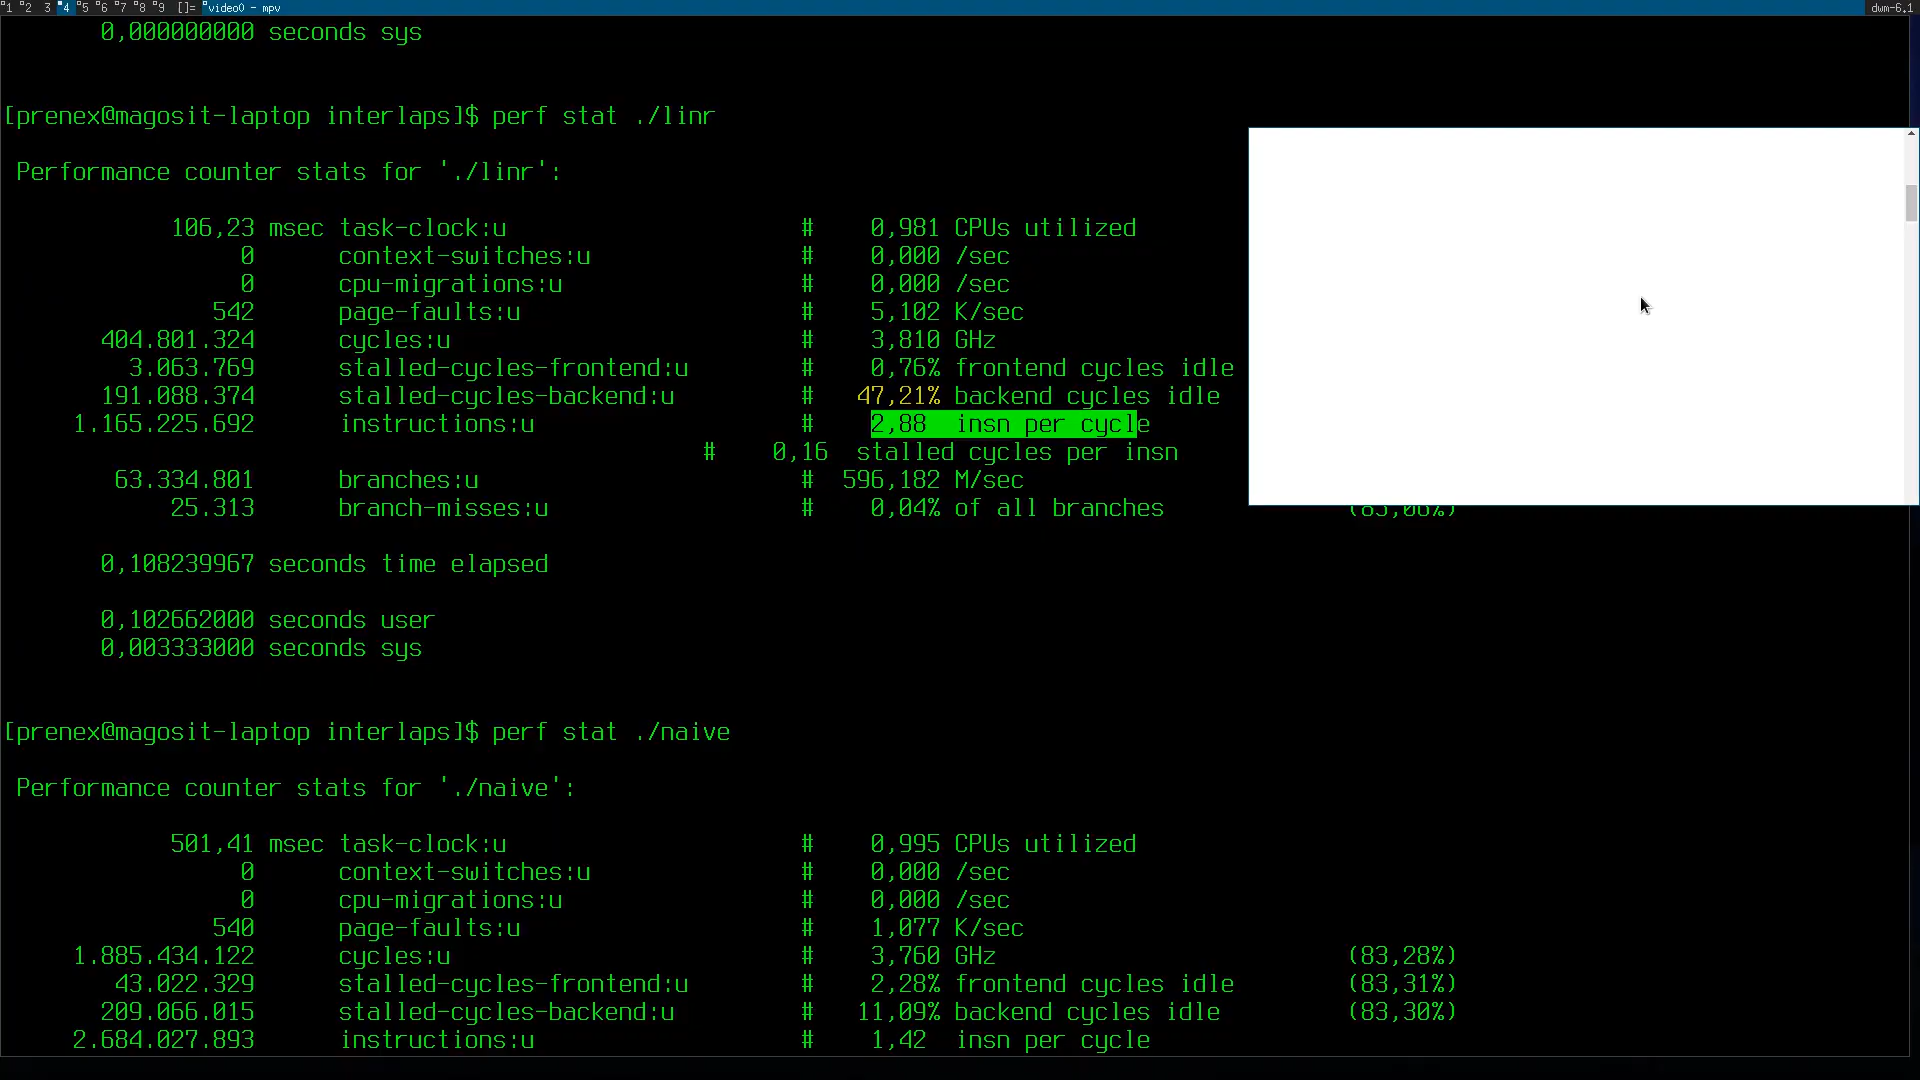 1 2 3 4 5 6 7 8 9 []= video0 - mpv dwm-6.1
0,000000000 seconds sys
[prenex@magosit-laptop interlaps]$ perf stat ./linr
Performance counter stats for './linr':
106,23 msec task-clock:u # 0,981 CPUs utilized
0 context-switches:u # 0,000 /sec
0 cpu-migrations:u # 0,000 /sec
542 page-faults:u # 5,102 K/sec
404.801.324 cycles:u # 3,810 GHz
3.063.769 stalled-cycles-frontend:u # 0,76% frontend cycles idle
191.088.374 stalled-cycles-backend:u # 47,21% backend cycles idle
1.165.225.692 instructions:u # 2,88 insn per cycle
# 0,16 stalled cycles per insn
63.334.801 branches:u # 596,182 M/sec
25.313 branch-misses:u # 0,04% of all branches
0,108239967 seconds time elapsed
0,102662000 seconds user
0,003333000 seconds sys
[prenex@magosit-laptop interlaps]$ perf stat ./naive
Performance counter stats for './naive':
501,41 msec task-clock:u # 0,995 CPUs utilized
0 context-switches:u # 0,000 /sec
0 cpu-migrations:u # 0,000 /sec
540 page-faults:u # 1,077 K/sec
1.885.434.122 cycles:u # 3,760 GHz (83,28%)
43.022.329 stalled-cycles-frontend:u # 2,28% frontend cycles idle (83,31%)
209.066.015 stalled-cycles-backend:u # 11,09% backend cycles idle (83,30%)
2.684.027.893 instructions:u # 1,42 insn per cycle